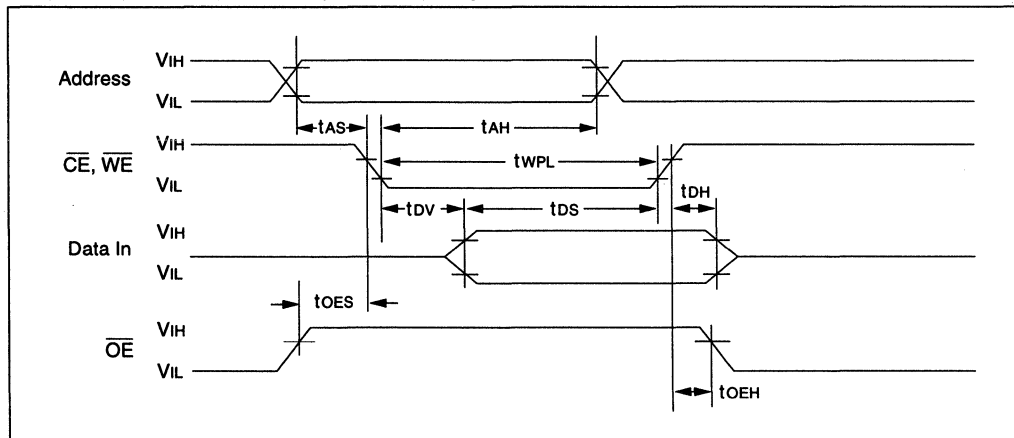 Address
VIH
VIL
tAS
tAH
CE, WE
VIH
VIL
tWPL
tDV
tDS
tDH
Data In
VIH
VIL
tOES
OE
VIH
VIL
tOEH